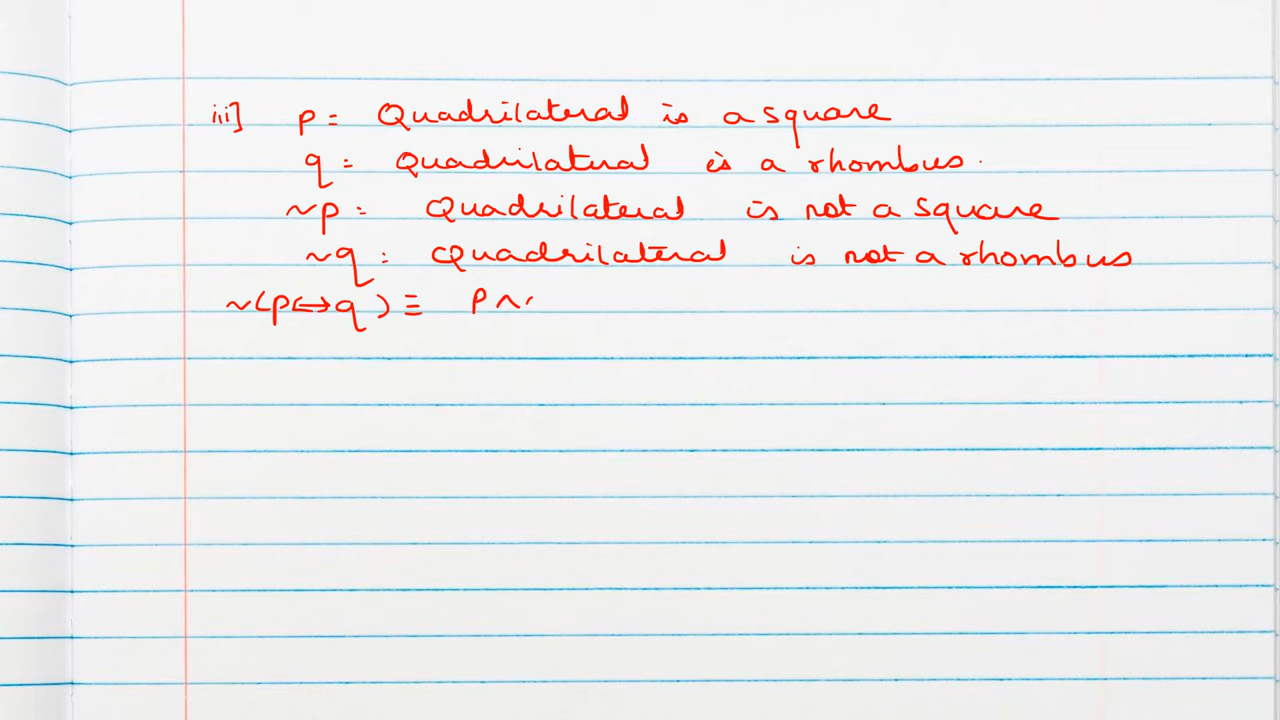 iii] p = Quadrilateral is a square
q = Quadrilateral is a rhombus.
~p = Quadrilateral is not a square
~q : Quadrilateral is not a rhombus
~(p↔q) ≡ p ∧